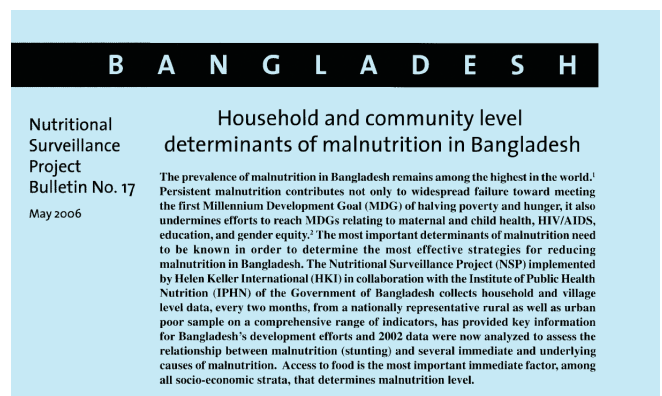 BANGLADESH
Nutritional
Surveillance
Project
Bulletin No. 17
May 2006
Household and community level
determinants of malnutrition in Bangladesh
The prevalence of malnutrition in Bangladesh remains among the highest in the world.1
Persistent malnutrition contributes not only to widespread failure toward meeting
the first Millennium Development Goal (MDG) of halving poverty and hunger, it also
undermines efforts to reach MDGs relating to maternal and child health, HIV/AIDS,
education, and gender equity.2 The most important determinants of malnutrition need
to be known in order to determine the most effective strategies for reducing
malnutrition in Bangladesh. The Nutritional Surveillance Project (NSP) implemented
by Helen Keller International (HKI) in collaboration with the Institute of Public Health
Nutrition (IPHN) of the Government of Bangladesh collects household and village
level data, every two months, from a nationally representative rural as well as urban
poor sample on a comprehensive range of indicators, has provided key information
for Bangladesh's development efforts and 2002 data were now analyzed to assess the
relationship between malnutrition (stunting) and several immediate and underlying
causes of malnutrition. Access to food is the most important immediate factor, among
all socio-economic strata, that determines malnutrition level.